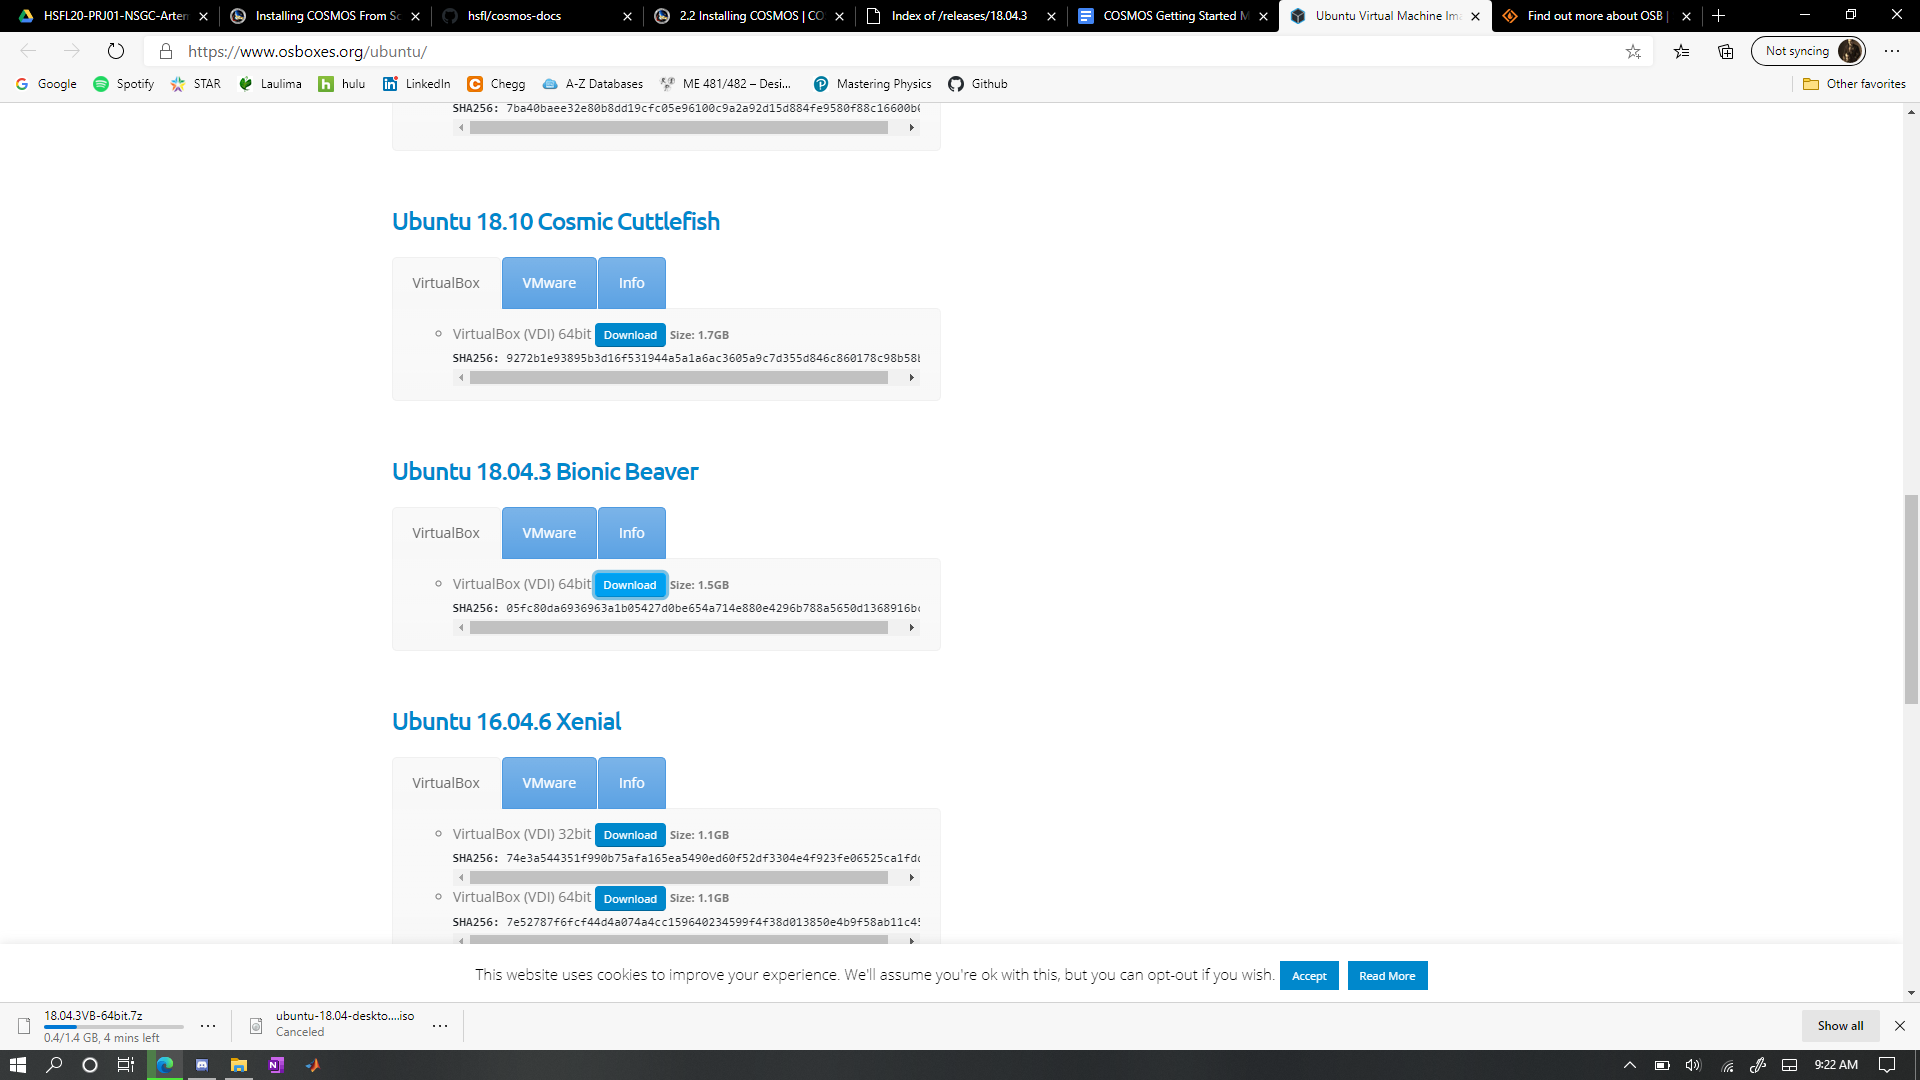 HSFL20-PRJ01-NSGC-Artem
Installing COSMOS From So
hsfl/cosmos-docs
2.2 Installing COSMOS | CO
Index of /releases/18.04.3
COSMOS Getting Started M
Ubuntu Virtual Machine Ima
Find out more about OSB |
https://www.osboxes.org/ubuntu/
Not syncing
Google
Spotify
STAR
Laulima
hulu
LinkedIn
Chegg
A-Z Databases
ME 481/482 – Desi...
Mastering Physics
Github
Other favorites
SHA256: 7ba40baee32e80b8dd19cfc05e96100c9a2a92d15d884fe9580f88c16600b0
Ubuntu 18.10 Cosmic Cuttlefish
VirtualBox VMware Info
VirtualBox (VDI) 64bit Download Size: 1.7GB
SHA256: 9272b1e93895b3d16f531944a5a1a6ac3605a9c7d355d846c860178c98b58b
Ubuntu 18.04.3 Bionic Beaver
VirtualBox VMware Info
VirtualBox (VDI) 64bit Download Size: 1.5GB
SHA256: 05fc80da6936963a1b05427d0be654a714e880e4296b788a5650d1368916bc
Ubuntu 16.04.6 Xenial
VirtualBox VMware Info
VirtualBox (VDI) 32bit Download Size: 1.1GB
SHA256: 74e3a544351f990b75afa165ea5490ed60f52df3304e4f923fe06525ca1fdc
VirtualBox (VDI) 64bit Download Size: 1.1GB
SHA256: 7e52787f6fcf44d4a074a4cc159640234599f4f38d013850e4b9f58ab11c45
This website uses cookies to improve your experience. We'll assume you're ok with this, but you can opt-out if you wish. Accept Read More
18.04.3VB-64bit.7z
0.4/1.4 GB, 4 mins left
ubuntu-18.04-deskto....iso
Canceled
Show all
9:22 AM